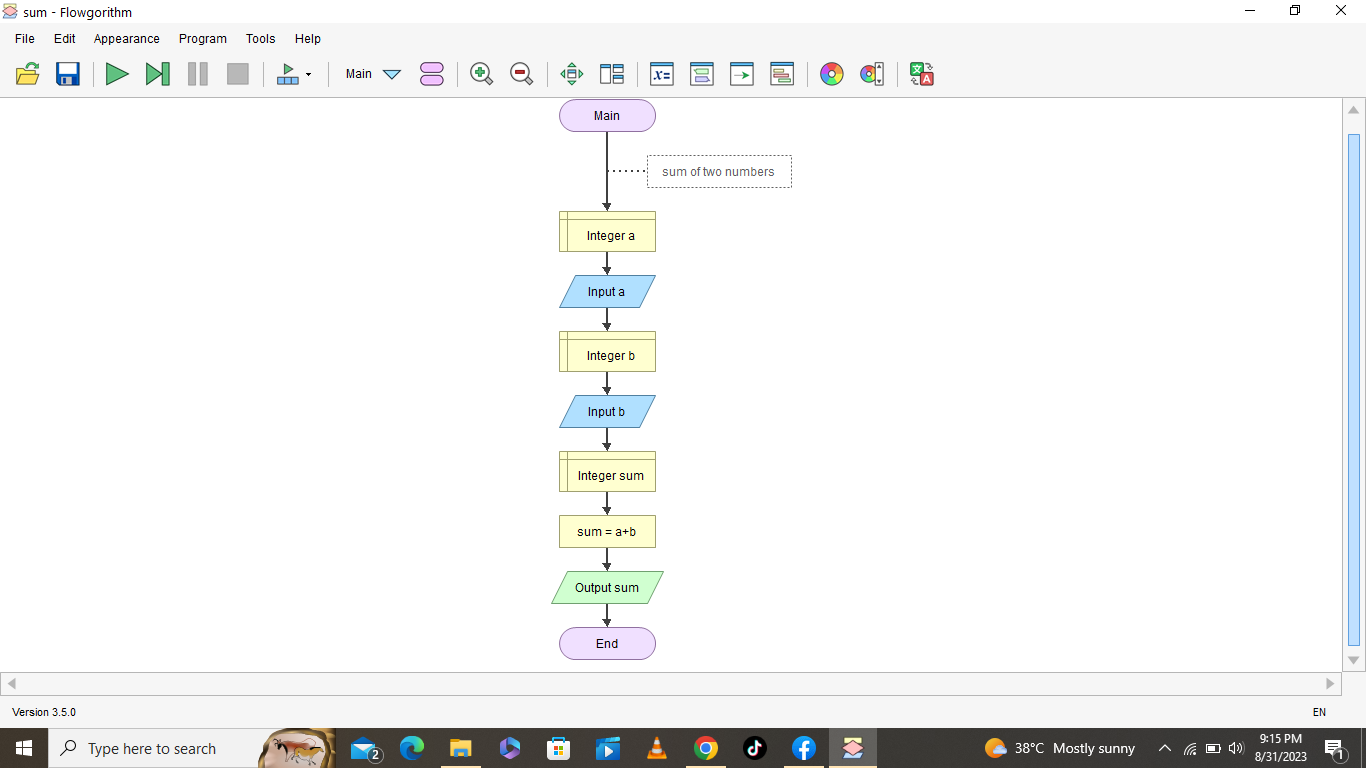 sum - Flowgorithm
File Edit Appearance Program Tools Help
Main
x=
Main
sum of two numbers
Integer a
Input a
Integer b
Input b
Integer sum
sum = a+b
Output sum
End
Version 3.5.0
EN
Type here to search
2
38°C Mostly sunny
9:15 PM
8/31/2023
1